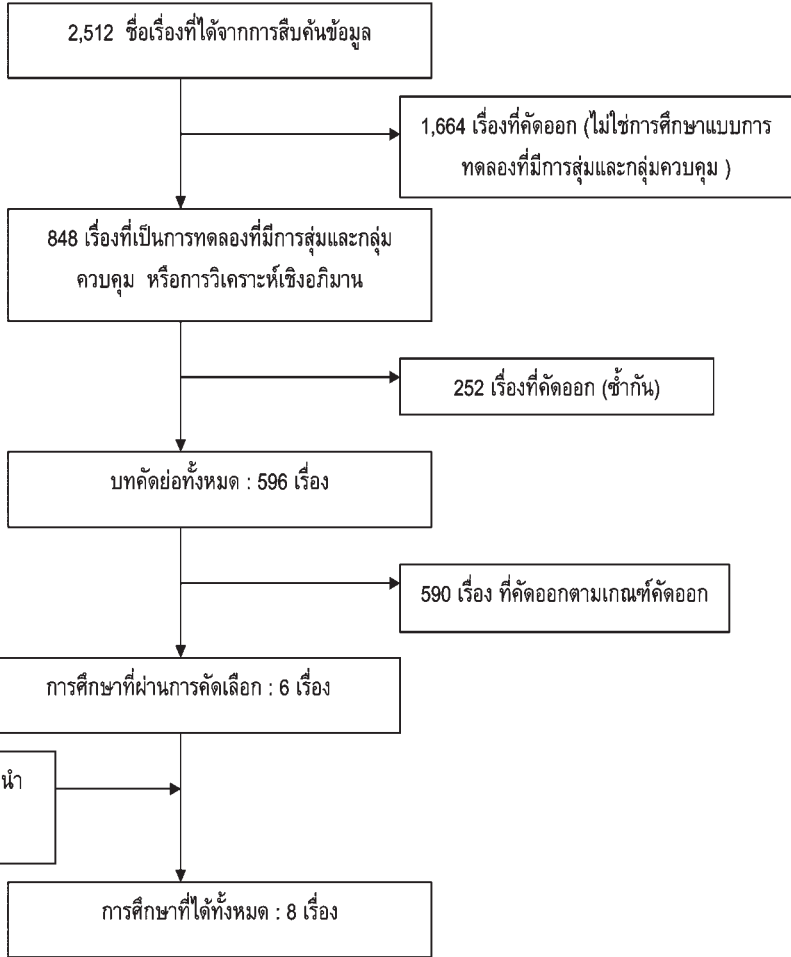 2,512 ชื่อเรื่องที่ได้จากการสืบค้นข้อมูล
1,664 เรื่องที่คัดออก (ไม่ใช่การศึกษาแบบการ
ทดลองที่มีการสุ่มและกลุ่มควบคุม )
848 เรื่องที่เป็นการทดลองที่มีการสุ่มและกลุ่ม
ควบคุม หรือการวิเคราะห์เชิงอภิมาน
252 เรื่องที่คัดออก (ซ้ำกัน)
บทคัดย่อทั้งหมด : 596 เรื่อง
590 เรื่อง ที่คัดออกตามเกณฑ์คัดออก
การศึกษาที่ผ่านการคัดเลือก : 6 เรื่อง
นำ
การศึกษาที่ได้ทั้งหมด : 8 เรื่อง